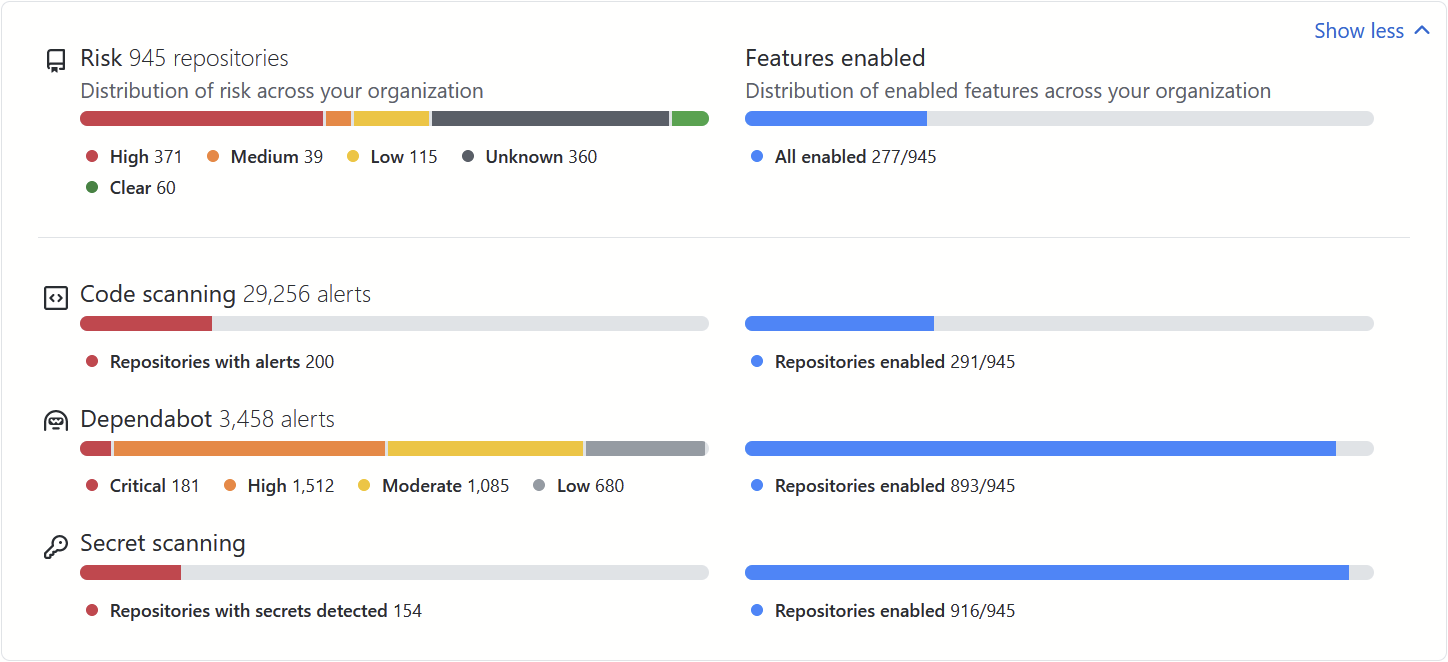 Show less
Risk 945 repositories
Distribution of risk across your organization
High 371 Medium 39 Low 115 Unknown 360
Clear 60
Features enabled
Distribution of enabled features across your organization
All enabled 277/945
Code scanning 29,256 alerts
Repositories with alerts 200
Repositories enabled 291/945
Dependabot 3,458 alerts
Critical 181 High 1,512 Moderate 1,085 Low 680
Repositories enabled 893/945
Secret scanning
Repositories with secrets detected 154
Repositories enabled 916/945